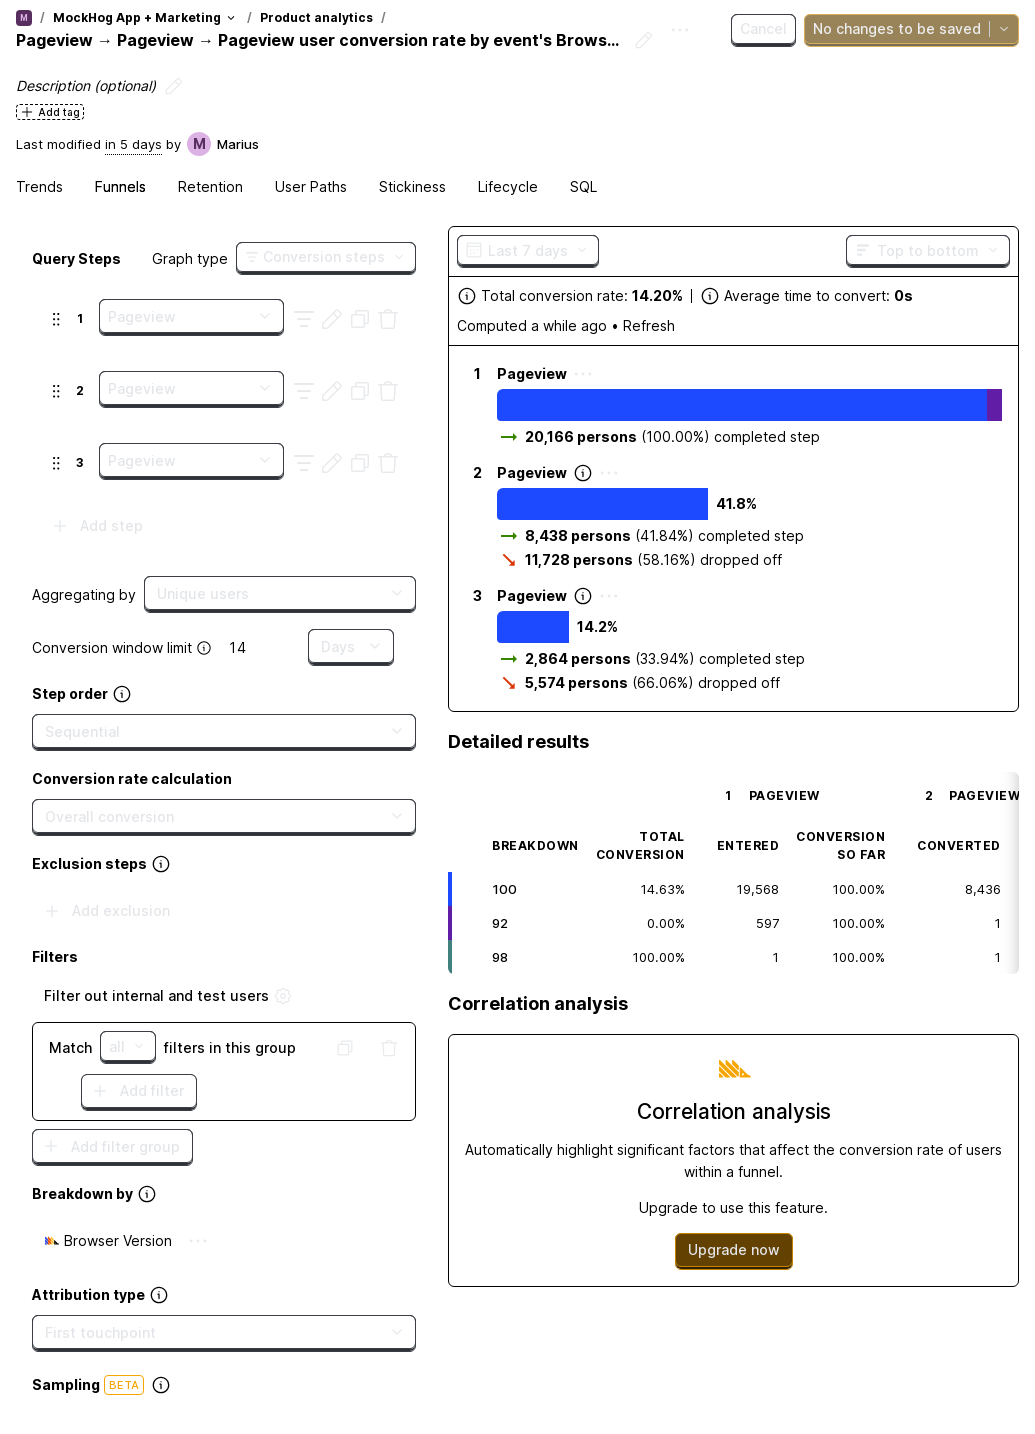 M / MockHog App + Marketing / Product analytics /
Pageview → Pageview → Pageview user conversion rate by event's Brows...
Cancel
No changes to be saved
Description (optional)
Add tag
Last modified in 5 days by M Marius
Trends Funnels Retention User Paths Stickiness Lifecycle SQL
Query Steps Graph type Conversion steps
1 Pageview
2 Pageview
3 Pageview
Add step
Aggregating by Unique users
Conversion window limit 14 Days
Step order
Sequential
Conversion rate calculation
Overall conversion
Exclusion steps
Add exclusion
Filters
Filter out internal and test users
Match all filters in this group
Add filter
Add filter group
Breakdown by
Browser Version
Attribution type
First touchpoint
Sampling BETA
Last 7 days Top to bottom
Total conversion rate: 14.20% | Average time to convert: 0s
Computed a while ago • Refresh
1 Pageview
20,166 persons (100.00%) completed step
2 Pageview
41.8%
8,438 persons (41.84%) completed step
11,728 persons (58.16%) dropped off
3 Pageview
14.2%
2,864 persons (33.94%) completed step
5,574 persons (66.06%) dropped off
Detailed results
1 PAGEVIEW 2 PAGEVIEW
BREAKDOWN TOTAL CONVERSION ENTERED CONVERSION SO FAR CONVERTED
100 14.63% 19,568 100.00% 8,436
92 0.00% 597 100.00% 1
98 100.00% 1 100.00% 1
Correlation analysis
Correlation analysis
Automatically highlight significant factors that affect the conversion rate of users
within a funnel.
Upgrade to use this feature.
Upgrade now